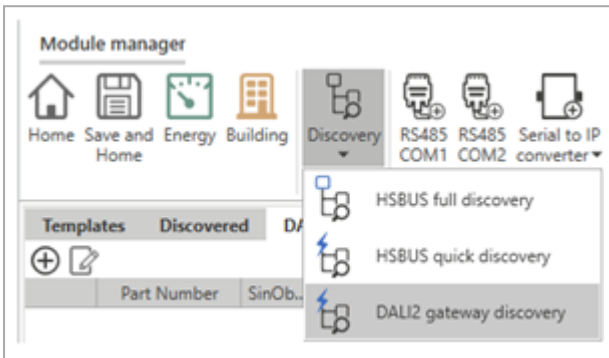 Module manager
Home Save and Home Energy Building Discovery RS485 COM1 RS485 COM2 Serial to IP converter
HSBUS full discovery
HSBUS quick discovery
DALI2 gateway discovery
Templates Discovered
Part Number SinOb..